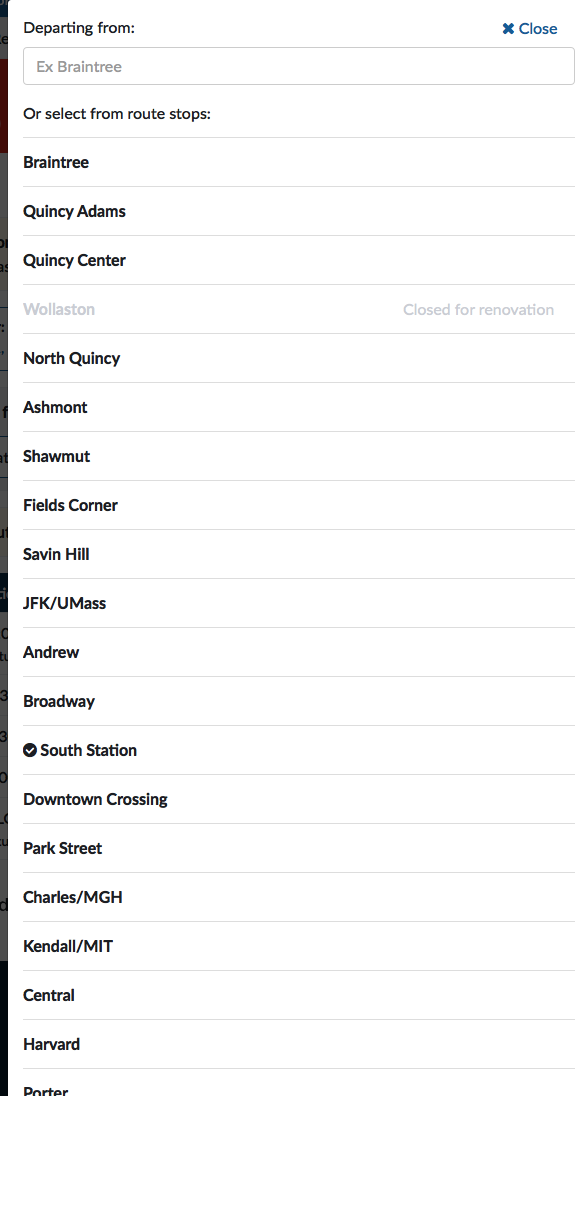 Departing from:
✖ Close
Ex Braintree
Or select from route stops:
Braintree
Quincy Adams
Quincy Center
Wollaston Closed for renovation
North Quincy
Ashmont
Shawmut
Fields Corner
Savin Hill
JFK/UMass
Andrew
Broadway
South Station
Downtown Crossing
Park Street
Charles/MGH
Kendall/MIT
Central
Harvard
Porter